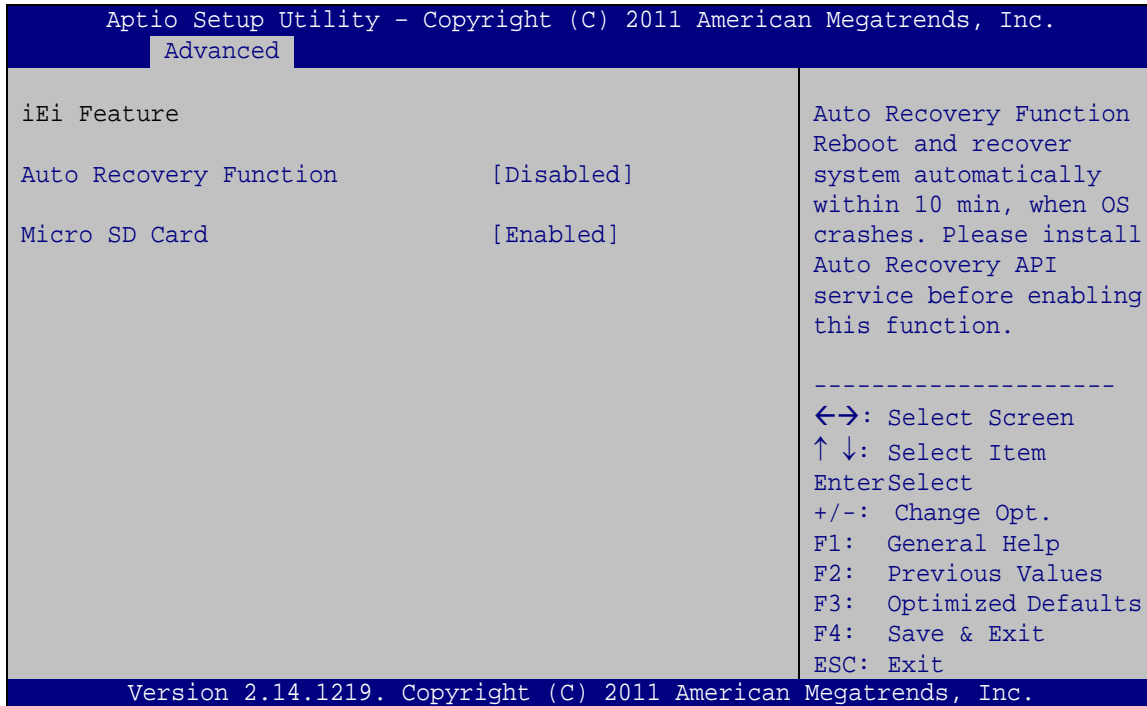 Aptio Setup Utility – Copyright (C) 2011 American Megatrends, Inc.
Advanced
iEi Feature
Auto Recovery Function [Disabled]
Micro SD Card [Enabled]
Auto Recovery Function
Reboot and recover
system automatically
within 10 min, when OS
crashes. Please install
Auto Recovery API
service before enabling
this function.
---------------------
←→: Select Screen
↑ ↓: Select Item
EnterSelect
+/-: Change Opt.
F1: General Help
F2: Previous Values
F3: Optimized Defaults
F4: Save & Exit
ESC: Exit
Version 2.14.1219. Copyright (C) 2011 American Megatrends, Inc.